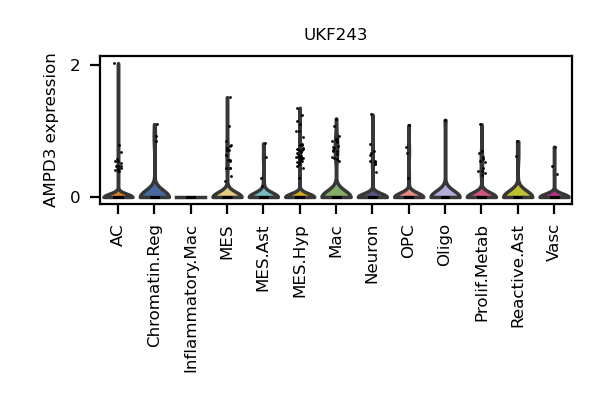 UKF243
AMPD3 expression
2
0
AC
Chromatin.Reg
Inflammatory.Mac
MES
MES.Ast
MES.Hyp
Mac
Neuron
OPC
Oligo
Prolif.Metab
Reactive.Ast
Vasc